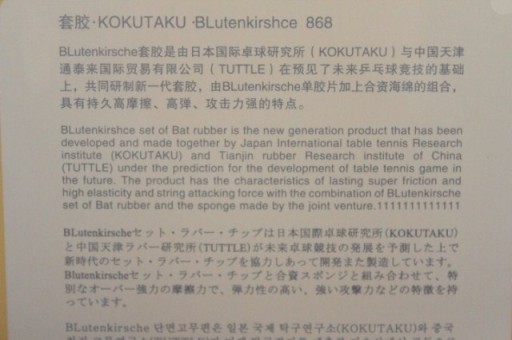 套胶·KOKUTAKU·BLutenkirshce 868
BLutenkirsche套胶是由日本国际卓球研究所（KOKUTAKU）与中国天津
通泰来国际贸易有限公司（TUTTLE）在预见了未来乒乓球竞技的基础
上，共同研制新一代套胶，由BLutenkirsche单胶片加上合资海绵的组合，
具有持久高摩擦、高弹、攻击力强的特点。
BLutenkirshce set of Bat rubber is the new generation product that has been
developed and made together by Japan International table tennis Research
institute (KOKUTAKU) and Tianjin rubber Research institute of China
(TUTTLE) under the prediction for the development of table tennis game in
the future. The product has the characteristics of lasting super friction and
high elasticity and string attacking force with the combination of BLutenkirsche
set of Bat rubber and the sponge made by the joint venture.1111111111111
BLutenkirscheセット・ラバー・チップは日本国際卓球研究所(KOKUTAKU)
と中国天津ラバー研究所(TUTTLE)が未来卓球競技の発展を予測した上で
新時代のセット・ラバー・チップを協力しあって開発また製造しています。
Blutenkirscheセット・ラバー・チップと合資スポンジと組み合わせて、特
別なオーバー強力の摩擦力で、弾力性の高い、強い攻撃力などの特徴を持
っています。
BLutenkirsche 단면고무편은 일본 국제 탁구연구소(KOKUTAKU)와 중국